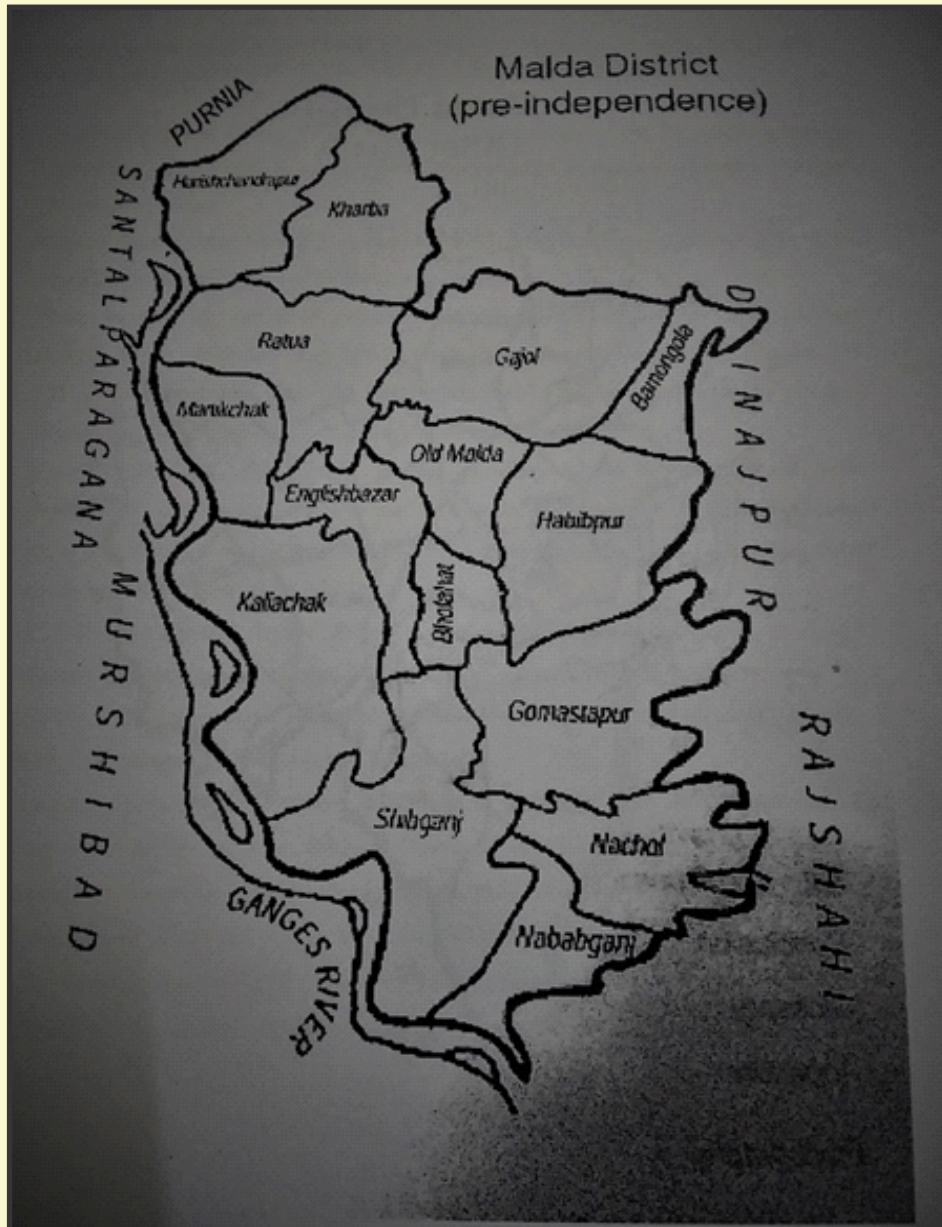 Malda District
(pre-independence)
PURNIA
SANTAL PARAGANA
Harishchandrapur
Kharba
Ratua
Gajol
Bamongola
DINAJPUR
Manikchak
Old Malda
Englishbazar
Habibpur
Kaliachak
Bholahat
MURSHIBAD
Gomastapur
RAJSHAHI
Shibganj
Nachol
GANGES RIVER
Nababganj